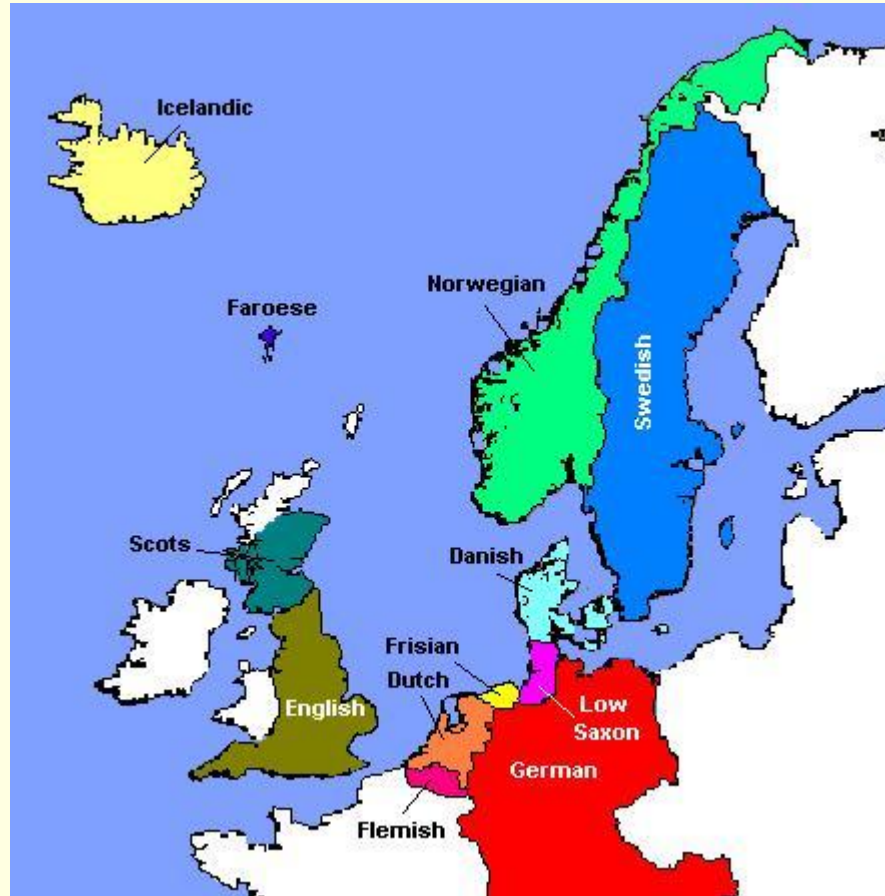 Icelandic
Norwegian
Faroese
Swedish
Scots
Danish
Frisian
Dutch
English
Low
Saxon
German
Flemish